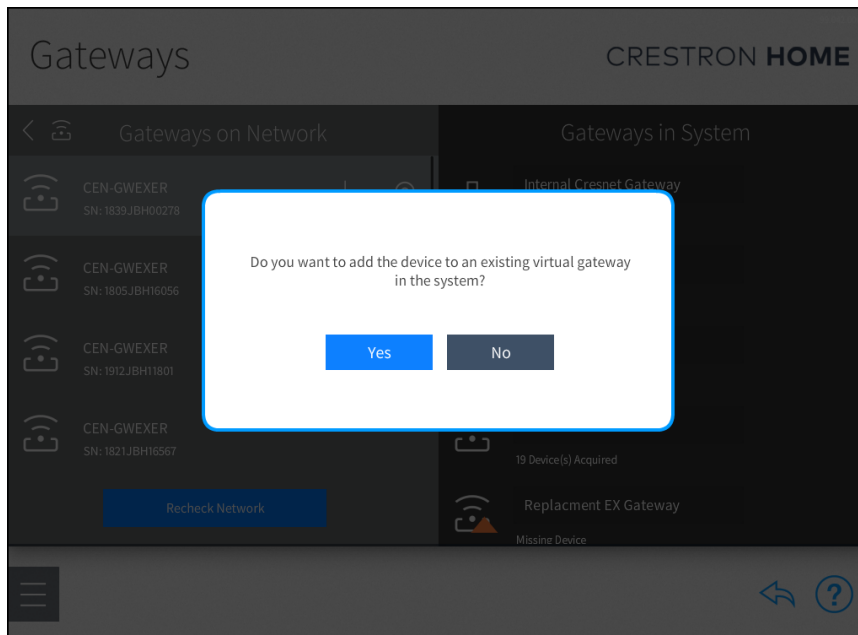 Gateways
CRESTRON HOME
Gateways on Network
Gateways in System
CEN-GWEXER
SN: 1839JBH00278
Internal Cresnet Gateway
Do you want to add the device to an existing virtual gateway
in the system?
Yes
No
CEN-GWEXER
SN: 1805JBH16056
CEN-GWEXER
SN: 1912JBH11801
CEN-GWEXER
SN: 1821JBH16567
19 Device(s) Acquired
Recheck Network
Replacment EX Gateway
Missing Device
?